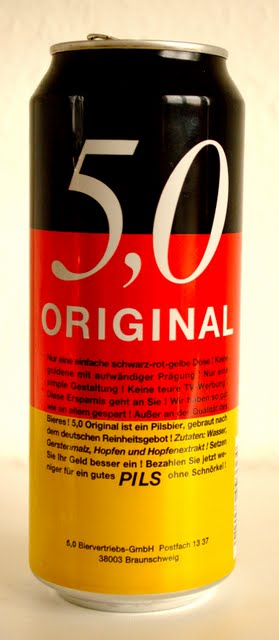 5,0
ORIGINAL
Nur eine einfache schwarz-rot-gelbe Dose! Keine
goldene mit aufwändiger Prägung! Nur eine
simple Gestaltung! Keine teure TV Werbung!
Diese Ersparnis geht an Sie! Wir haben so gut
wie an allem gespart! Außer an der Qualität des
Bieres! 5,0 Original ist ein Pilsbier, gebraut nach
dem deutschen Reinheitsgebot! Zutaten: Wasser,
Gerstenmalz, Hopfen und Hopfenextrakt! Setzen
Sie Ihr Geld besser ein! Bezahlen Sie jetzt we-
niger für ein gutes PILS ohne Schnörkel!
5,0 Biervertriebs-GmbH Postfach 13 37
38003 Braunschweig